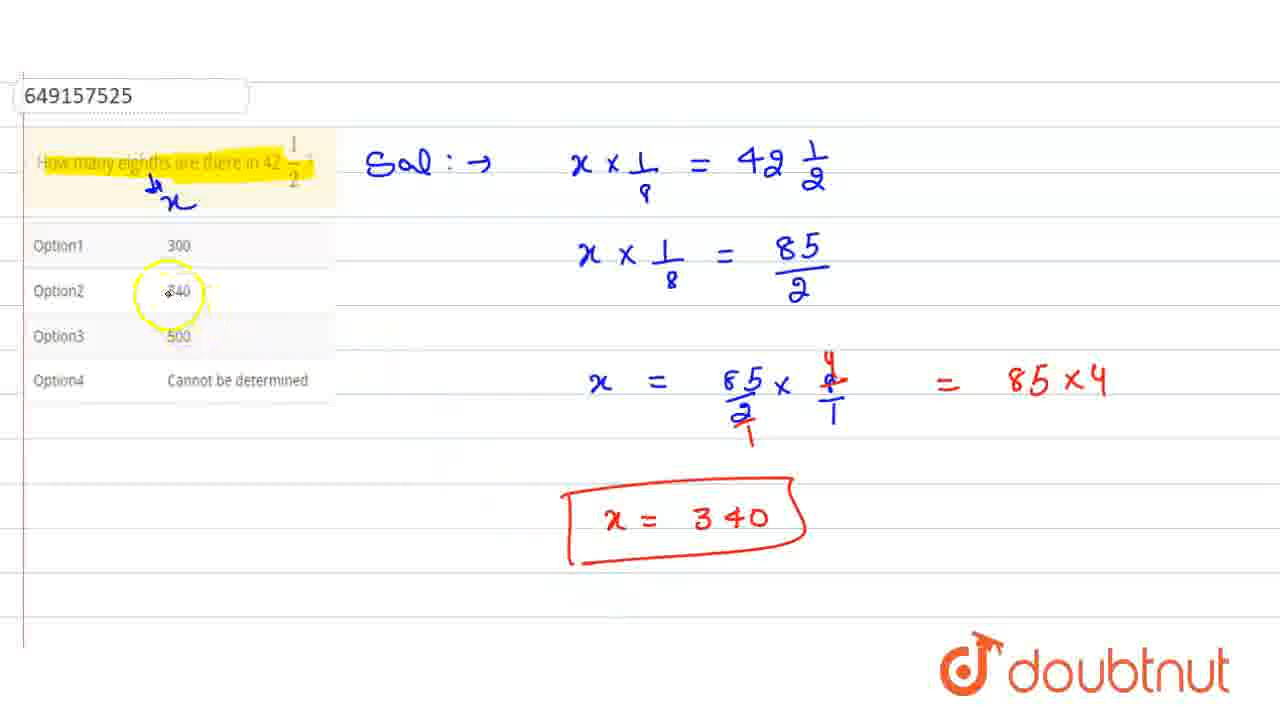 649157525
How many eighths are there in 42 1/2 ?
x
Option1 300
Option2 340
Option3 500
Option4 Cannot be determined
Sol : →
x × 1/8 = 42 1/2
x × 1/8 = 85/2
x = 85/2 × 8/1 = 85 × 4
4
1
x = 340
doubtnut